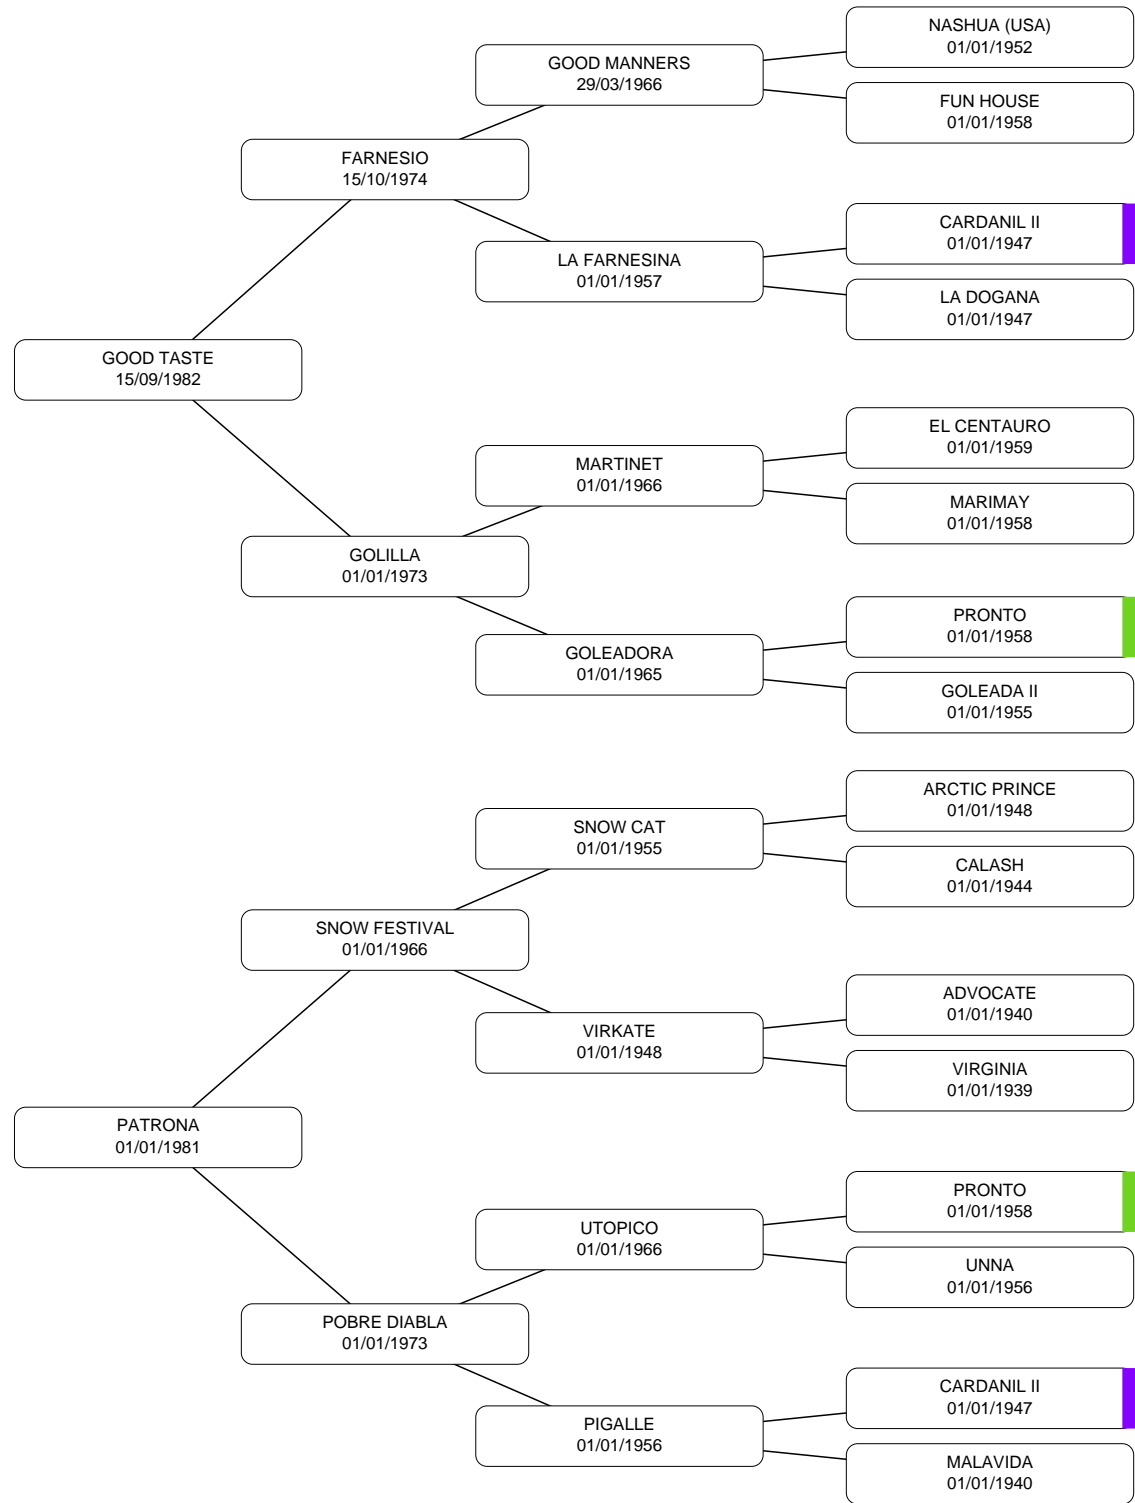 NASHUA (USA)
01/01/1952
GOOD MANNERS
29/03/1966
FUN HOUSE
01/01/1958
FARNESIO
15/10/1974
CARDANIL II
01/01/1947
LA FARNESINA
01/01/1957
LA DOGANA
01/01/1947
GOOD TASTE
15/09/1982
EL CENTAURO
01/01/1959
MARTINET
01/01/1966
MARIMAY
01/01/1958
GOLILLA
01/01/1973
PRONTO
01/01/1958
GOLEADORA
01/01/1965
GOLEADA II
01/01/1955
ARCTIC PRINCE
01/01/1948
SNOW CAT
01/01/1955
CALASH
01/01/1944
SNOW FESTIVAL
01/01/1966
ADVOCATE
01/01/1940
VIRKATE
01/01/1948
VIRGINIA
01/01/1939
PATRONA
01/01/1981
PRONTO
01/01/1958
UTOPICO
01/01/1966
UNNA
01/01/1956
POBRE DIABLA
01/01/1973
CARDANIL II
01/01/1947
PIGALLE
01/01/1956
MALAVIDA
01/01/1940